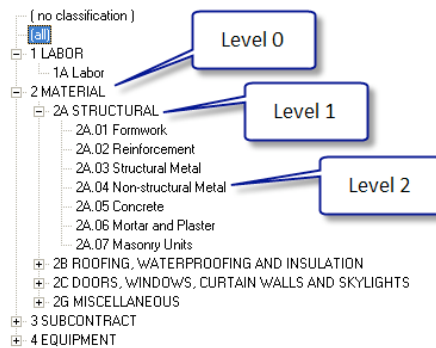 ( no classification )
(all)
Level 0
1 LABOR
1A Labor
2 MATERIAL
2A STRUCTURAL
Level 1
2A.01 Formwork
2A.02 Reinforcement
2A.03 Structural Metal
2A.04 Non-structural Metal
Level 2
2A.05 Concrete
2A.06 Mortar and Plaster
2A.07 Masonry Units
2B ROOFING, WATERPROOFING AND INSULATION
2C DOORS, WINDOWS, CURTAIN WALLS AND SKYLIGHTS
2G MISCELLANEOUS
3 SUBCONTRACT
4 EQUIPMENT